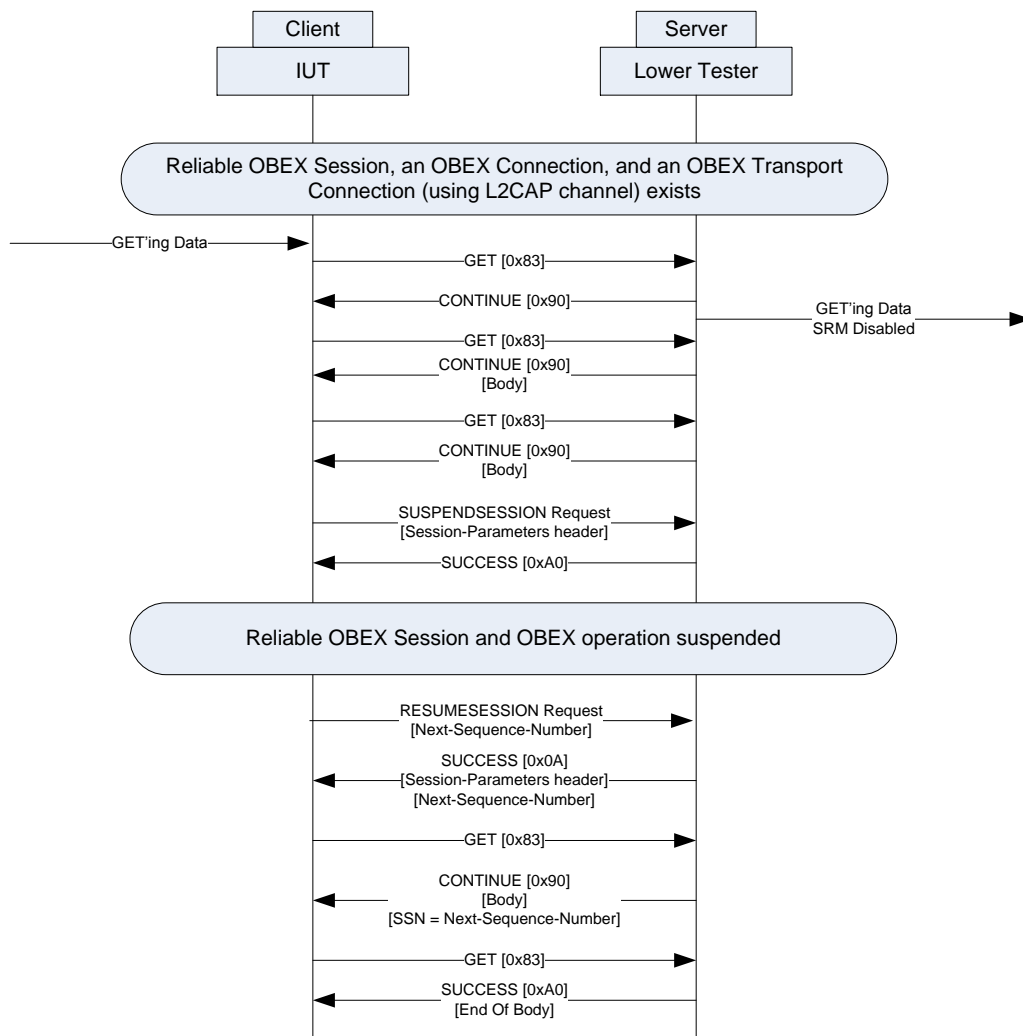 Client
Server
IUT
Lower Tester
Reliable OBEX Session, an OBEX Connection, and an OBEX Transport
Connection (using L2CAP channel) exists
GET'ing Data
GET [0x83]
CONTINUE [0x90]
GET'ing Data
SRM Disabled
GET [0x83]
CONTINUE [0x90]
[Body]
GET [0x83]
CONTINUE [0x90]
[Body]
SUSPENDSESSION Request
[Session-Parameters header]
SUCCESS [0xA0]
Reliable OBEX Session and OBEX operation suspended
RESUMESESSION Request
[Next-Sequence-Number]
SUCCESS [0x0A]
[Session-Parameters header]
[Next-Sequence-Number]
GET [0x83]
CONTINUE [0x90]
[Body]
[SSN = Next-Sequence-Number]
GET [0x83]
SUCCESS [0xA0]
[End Of Body]